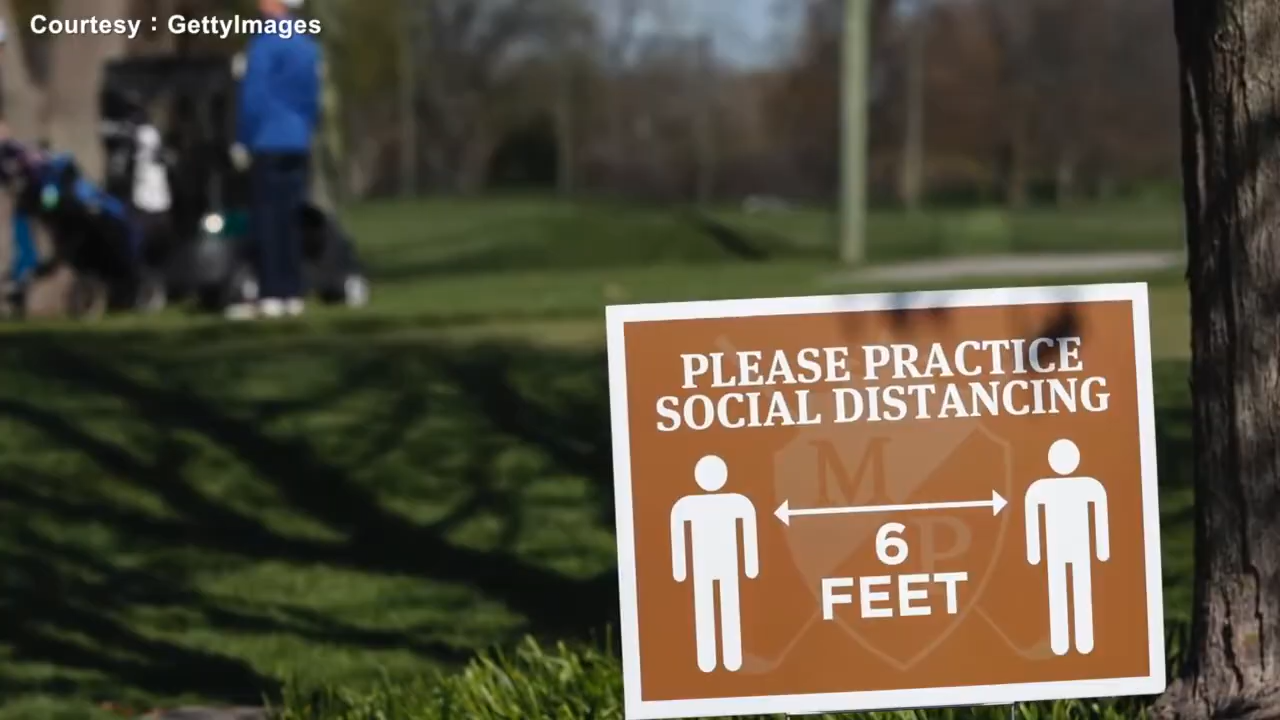 Courtesy：GettyImages
PLEASE PRACTICE
SOCIAL DISTANCING
M
P
6
FEET